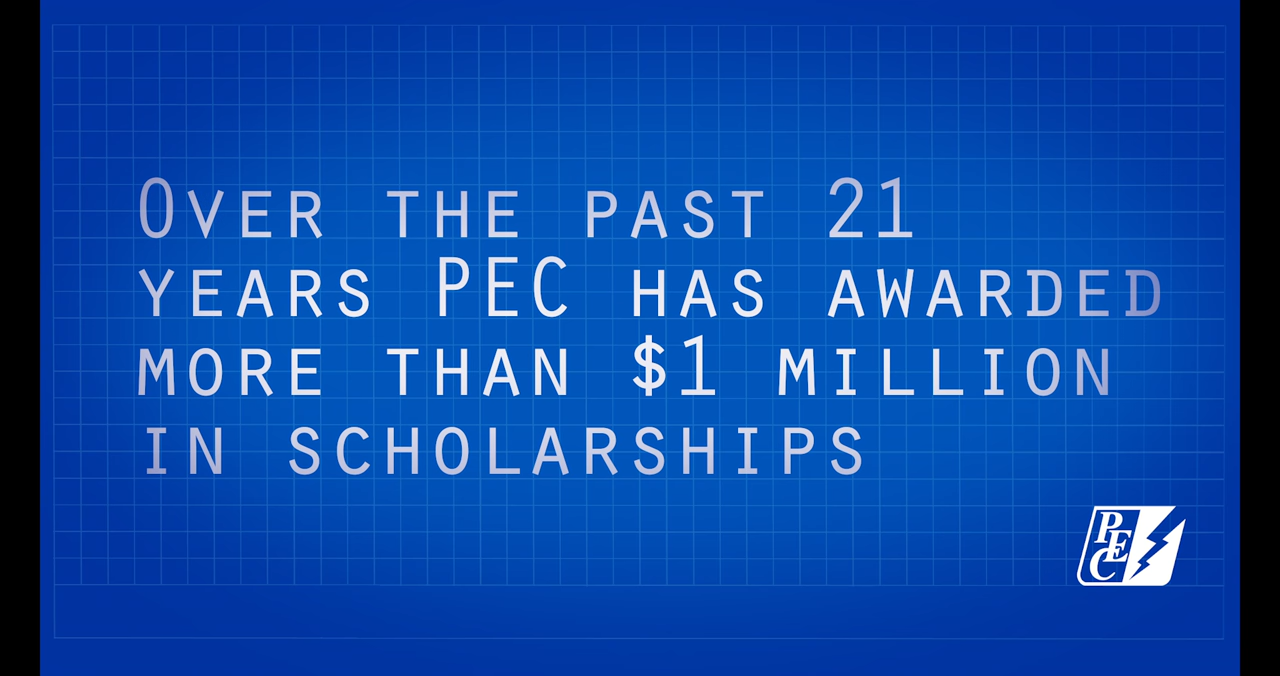 Over the past 21
years PEC has awarded
more than $1 million
in scholarships
PEC